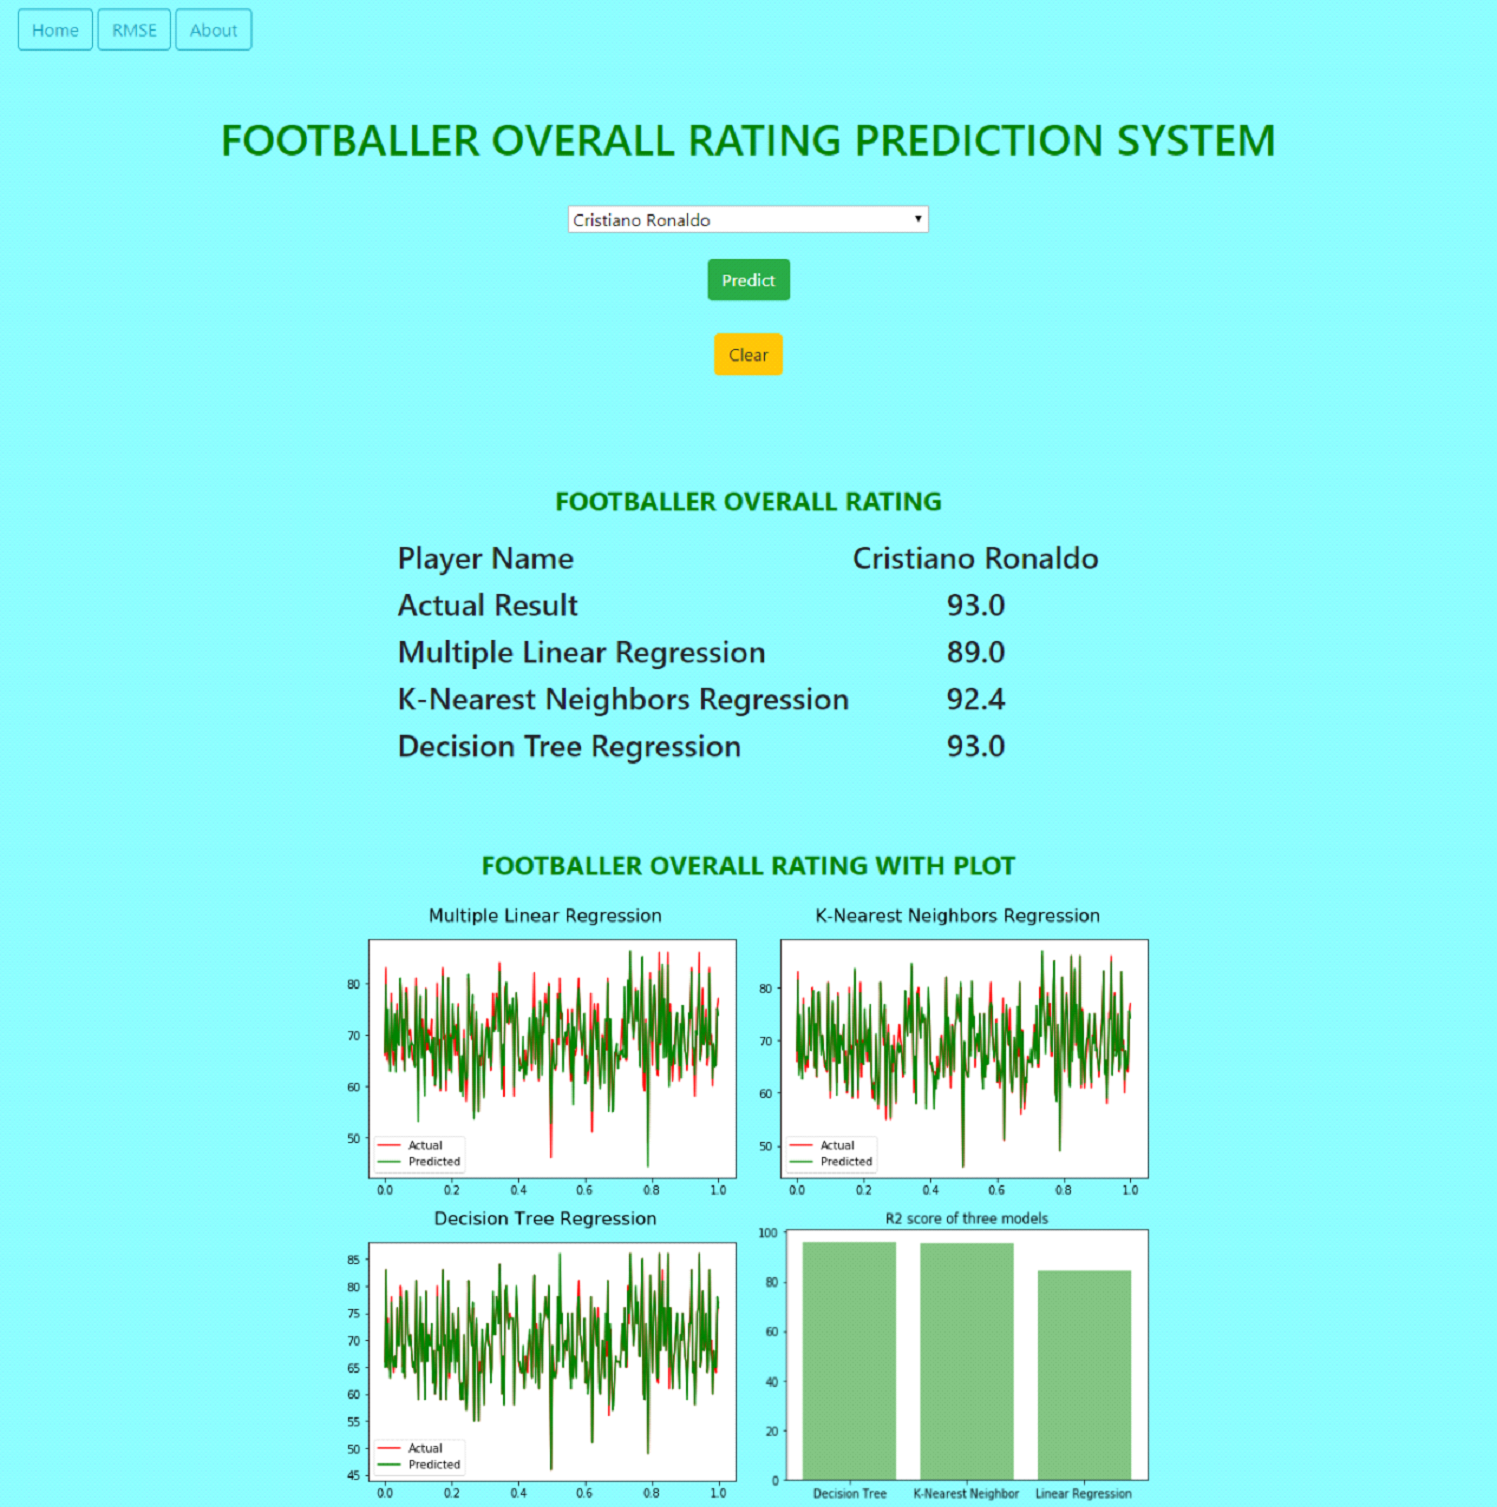 Home RMSE About
FOOTBALLER OVERALL RATING PREDICTION SYSTEM
Cristiano Ronaldo
Predict
Clear
FOOTBALLER OVERALL RATING
Player Name Cristiano Ronaldo
Actual Result 93.0
Multiple Linear Regression 89.0
K-Nearest Neighbors Regression 92.4
Decision Tree Regression 93.0
FOOTBALLER OVERALL RATING WITH PLOT
Multiple Linear Regression
80
70
60
50
Actual
Predicted
0.0 0.2 0.4 0.6 0.8 1.0
K-Nearest Neighbors Regression
80
70
60
50
Actual
Predicted
0.0 0.2 0.4 0.6 0.8 1.0
Decision Tree Regression
85
80
75
70
65
60
55
50
45
Actual
Predicted
0.0 0.2 0.4 0.6 0.8 1.0
R2 score of three models
100
80
60
40
20
0
Decision Tree K-Nearest Neighbor Linear Regression